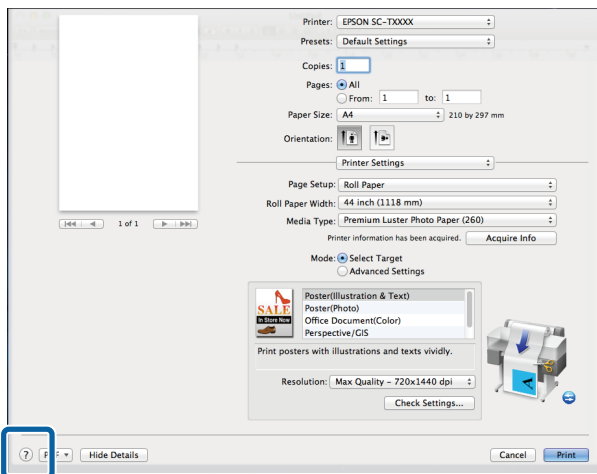 Printer: EPSON SC-TXXXX
Presets: Default Settings
Copies: 1
Pages: All
From: 1 to: 1
Paper Size: A4 210 by 297 mm
Orientation:
Printer Settings
Page Setup: Roll Paper
Roll Paper Width: 44 inch (1118 mm)
Media Type: Premium Luster Photo Paper (260)
1 of 1
Printer information has been acquired. Acquire Info
Mode: Select Target
Advanced Settings
SALE
In Store Now
Poster(Illustration & Text)
Poster(Photo)
Office Document(Color)
Perspective/GIS
Print posters with illustrations and texts vividly.
Resolution: Max Quality - 720x1440 dpi
Check Settings...
? Hide Details Cancel Print